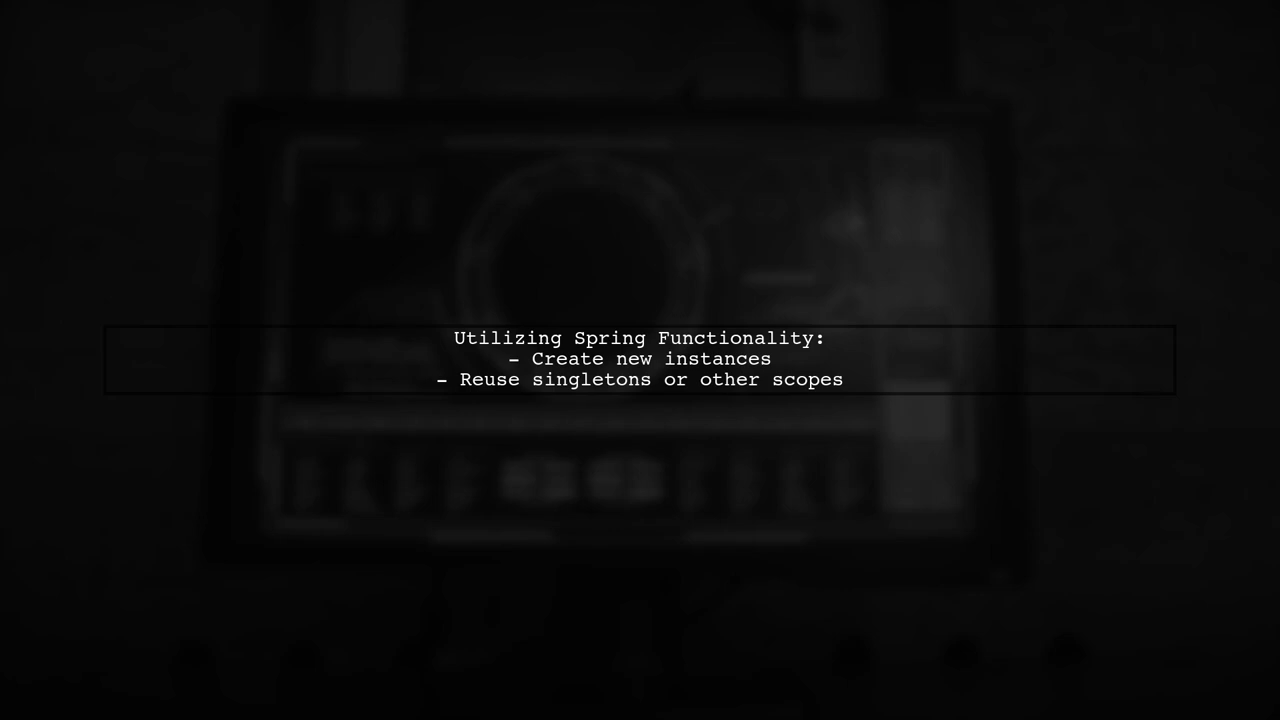 Utilizing Spring Functionality:
– Create new instances
– Reuse singletons or other scopes